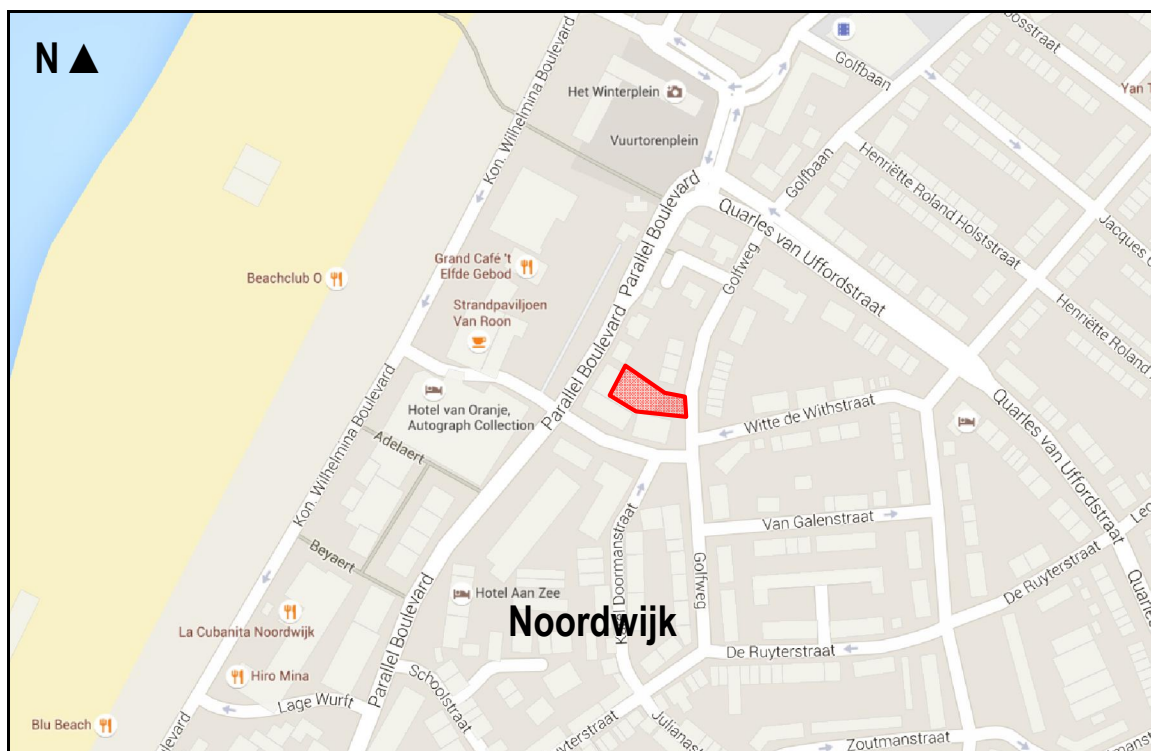 N ▲
Kon. Wilhelmina Boulevard
Het Winterplein
Vuurtorenplein
Golfbaan
Yan T
Golfbaan
Henriëtte Roland Holststraat
Jacques
Henriëtte Roland
Parallel Boulevard
Quarles van Uffordstraat
Golfweg
Grand Café 't
Elfde Gebod
Beachclub O
Strandpaviljoen
Van Roon
Parallel Boulevard
Hotel van Oranje,
Autograph Collection
Adelaert
Kon. Wilhelmina Boulevard
Beyaert
Witte de Withstraat
Quarles van Uffordstraat
Van Galenstraat
Golfweg
De Ruyterstraat
Quarles
Hotel Aan Zee
Noordwijk
Doormanstraat
La Cubanita Noordwijk
Hiro Mina
Parallel Boulevard
De Ruyterstraat
Lage Wurft
Schoolstraat
Blu Beach
Zoutmanstraat